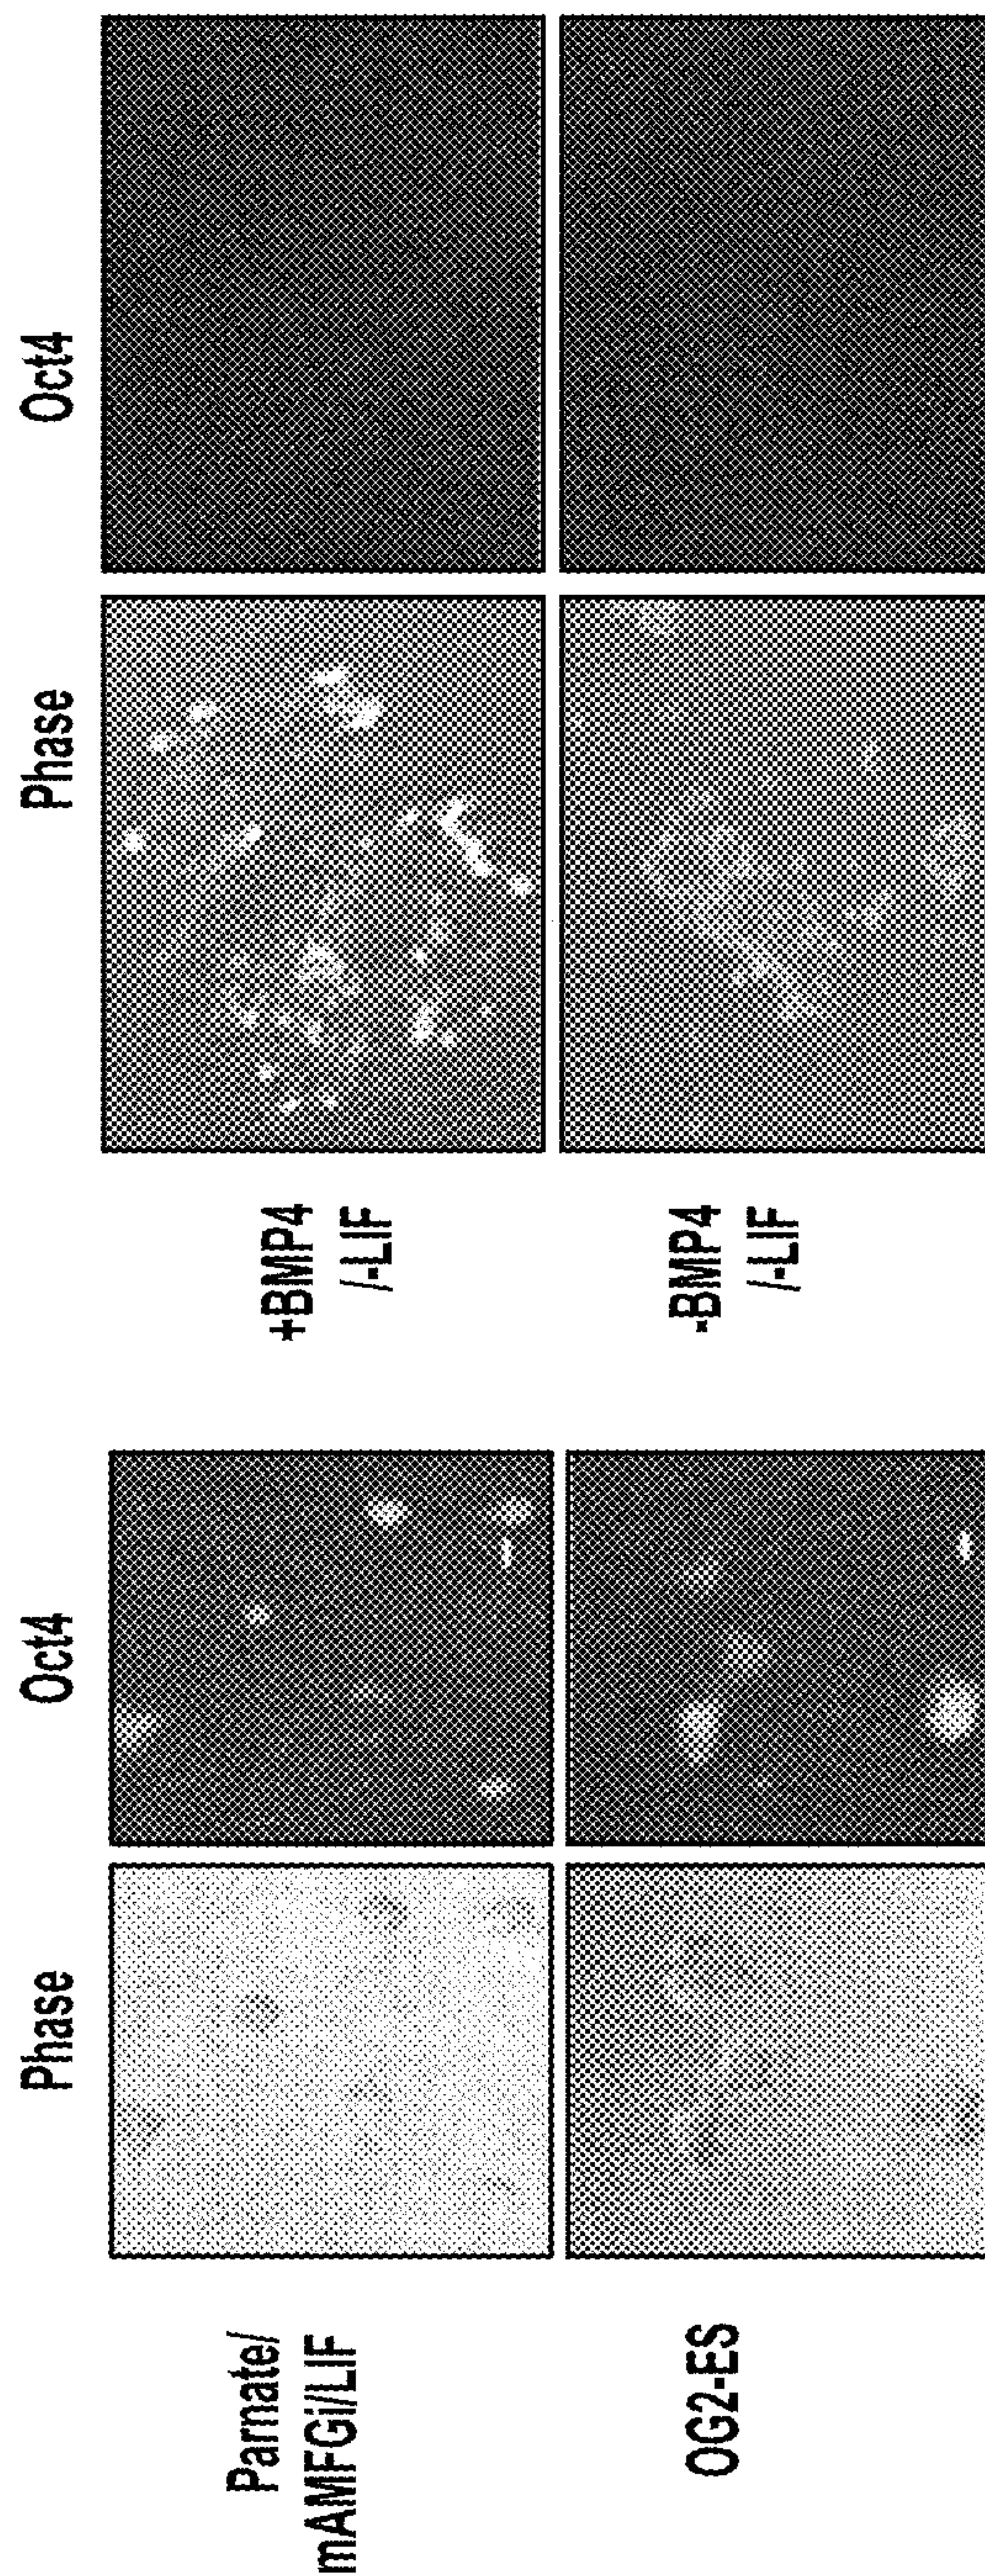 Phase
Oct4
Phase
Oct4
Parnate/
mAMFGi/LIF
+BMP4
/-LIF
OG2-ES
-BMP4
/-LIF